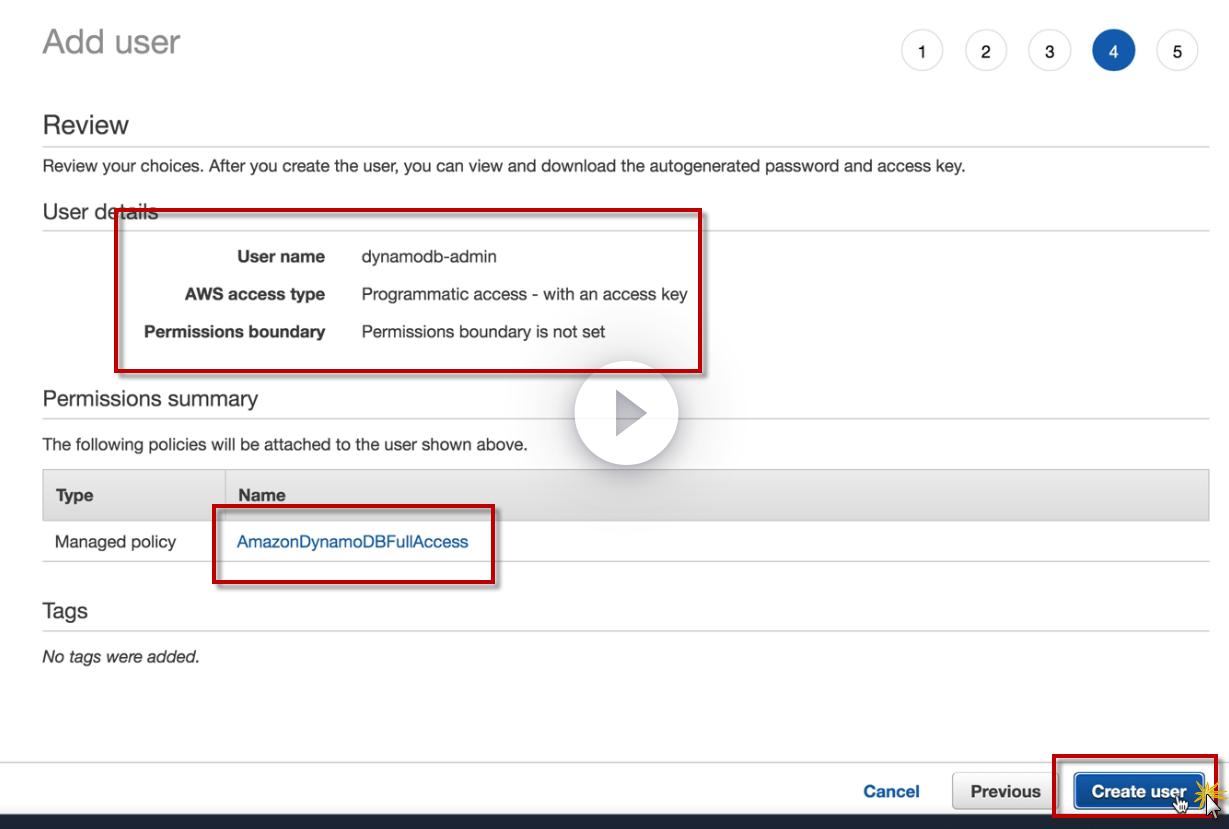 Add user
1 2 3 4 5
Review
Review your choices. After you create the user, you can view and download the autogenerated password and access key.
User details
User name dynamodb-admin
AWS access type Programmatic access - with an access key
Permissions boundary Permissions boundary is not set
Permissions summary
The following policies will be attached to the user shown above.
Type Name
Managed policy AmazonDynamoDBFullAccess
Tags
No tags were added.
Cancel Previous Create user